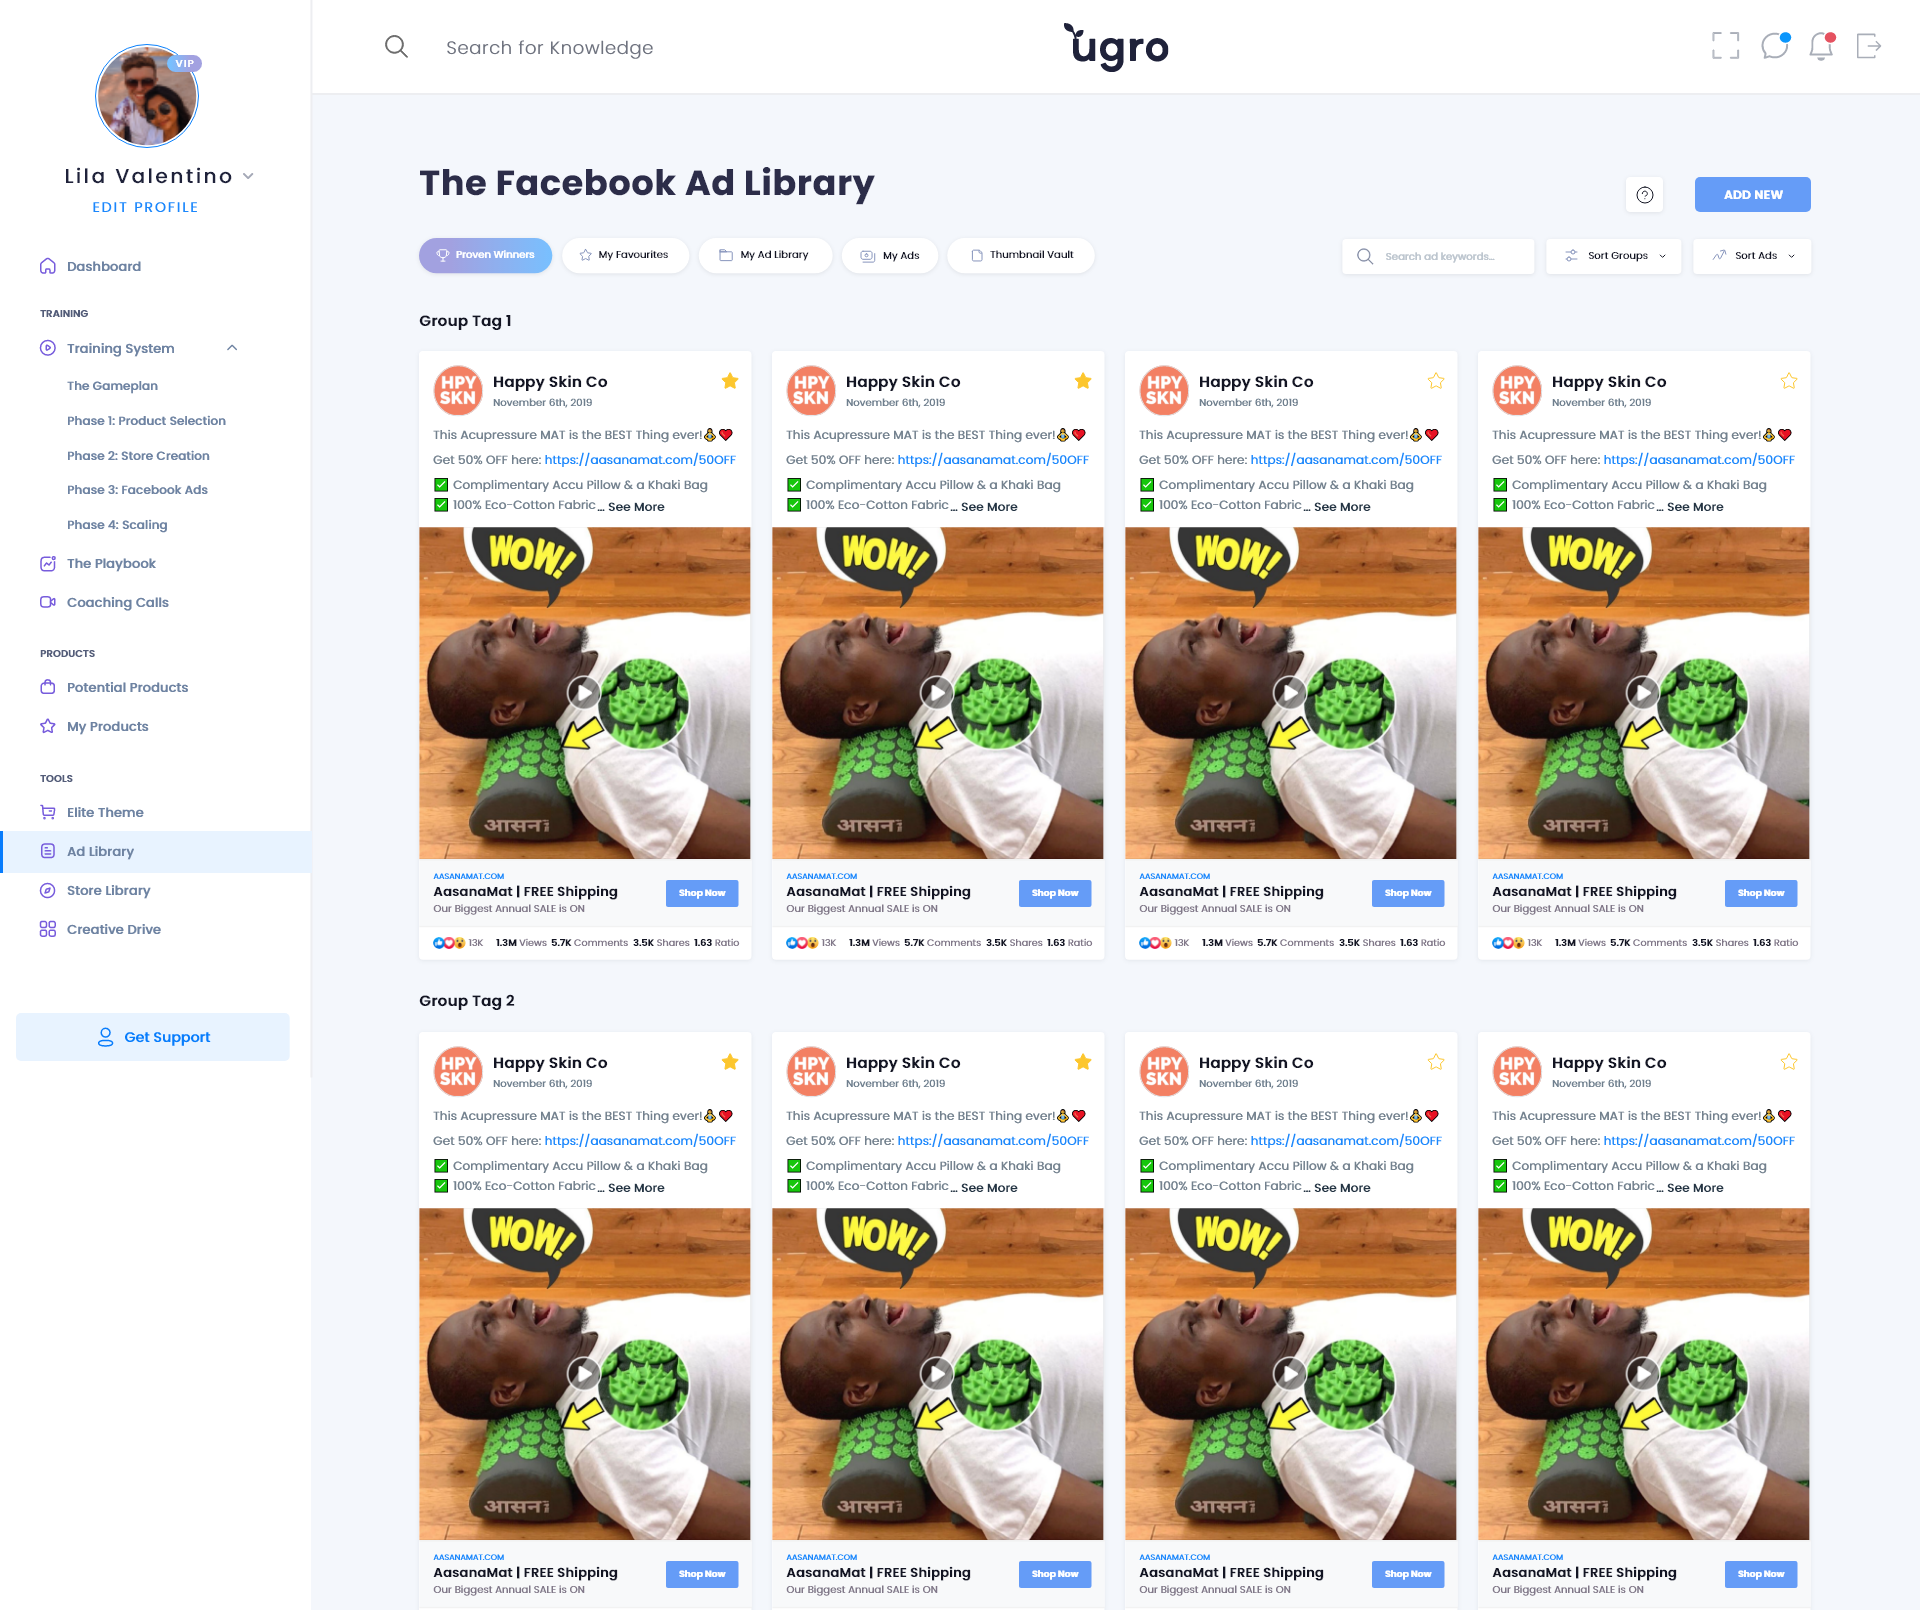 VIP
Lila Valentino
EDIT PROFILE
Dashboard
TRAINING
Training System
The Gameplan
Phase 1: Product Selection
Phase 2: Store Creation
Phase 3: Facebook Ads
Phase 4: Scaling
The Playbook
Coaching Calls
PRODUCTS
Potential Products
My Products
TOOLS
Elite Theme
Ad Library
Store Library
Creative Drive
Get Support
Search for Knowledge
ugro
The Facebook Ad Library
ADD NEW
Proven Winners My Favourites My Ad Library My Ads Thumbnail Vault
Search ad keywords... Sort Groups Sort Ads
Group Tag 1
HPY SKN
Happy Skin Co
November 6th, 2019
This Acupressure MAT is the BEST Thing ever!
Get 50% OFF here: https://aasanamat.com/50OFF
✅ Complimentary Accu Pillow & a Khaki Bag
✅ 100% Eco-Cotton Fabric ... See More
WOW!
आसन
AASANAMAT.COM
AasanaMat | FREE Shipping
Our Biggest Annual SALE is ON
Shop Now
13K 1.3M Views 5.7K Comments 3.5K Shares 1.63 Ratio
HPY SKN
Happy Skin Co
November 6th, 2019
This Acupressure MAT is the BEST Thing ever!
Get 50% OFF here: https://aasanamat.com/50OFF
✅ Complimentary Accu Pillow & a Khaki Bag
✅ 100% Eco-Cotton Fabric ... See More
WOW!
आसन
AASANAMAT.COM
AasanaMat | FREE Shipping
Our Biggest Annual SALE is ON
Shop Now
13K 1.3M Views 5.7K Comments 3.5K Shares 1.63 Ratio
HPY SKN
Happy Skin Co
November 6th, 2019
This Acupressure MAT is the BEST Thing ever!
Get 50% OFF here: https://aasanamat.com/50OFF
✅ Complimentary Accu Pillow & a Khaki Bag
✅ 100% Eco-Cotton Fabric ... See More
WOW!
आसन
AASANAMAT.COM
AasanaMat | FREE Shipping
Our Biggest Annual SALE is ON
Shop Now
13K 1.3M Views 5.7K Comments 3.5K Shares 1.63 Ratio
HPY SKN
Happy Skin Co
November 6th, 2019
This Acupressure MAT is the BEST Thing ever!
Get 50% OFF here: https://aasanamat.com/50OFF
✅ Complimentary Accu Pillow & a Khaki Bag
✅ 100% Eco-Cotton Fabric ... See More
WOW!
आसन
AASANAMAT.COM
AasanaMat | FREE Shipping
Our Biggest Annual SALE is ON
Shop Now
13K 1.3M Views 5.7K Comments 3.5K Shares 1.63 Ratio
Group Tag 2
HPY SKN
Happy Skin Co
November 6th, 2019
This Acupressure MAT is the BEST Thing ever!
Get 50% OFF here: https://aasanamat.com/50OFF
✅ Complimentary Accu Pillow & a Khaki Bag
✅ 100% Eco-Cotton Fabric ... See More
WOW!
आसन
AASANAMAT.COM
AasanaMat | FREE Shipping
Our Biggest Annual SALE is ON
Shop Now
HPY SKN
Happy Skin Co
November 6th, 2019
This Acupressure MAT is the BEST Thing ever!
Get 50% OFF here: https://aasanamat.com/50OFF
✅ Complimentary Accu Pillow & a Khaki Bag
✅ 100% Eco-Cotton Fabric ... See More
WOW!
आसन
AASANAMAT.COM
AasanaMat | FREE Shipping
Our Biggest Annual SALE is ON
Shop Now
HPY SKN
Happy Skin Co
November 6th, 2019
This Acupressure MAT is the BEST Thing ever!
Get 50% OFF here: https://aasanamat.com/50OFF
✅ Complimentary Accu Pillow & a Khaki Bag
✅ 100% Eco-Cotton Fabric ... See More
WOW!
आसन
AASANAMAT.COM
AasanaMat | FREE Shipping
Our Biggest Annual SALE is ON
Shop Now
HPY SKN
Happy Skin Co
November 6th, 2019
This Acupressure MAT is the BEST Thing ever!
Get 50% OFF here: https://aasanamat.com/50OFF
✅ Complimentary Accu Pillow & a Khaki Bag
✅ 100% Eco-Cotton Fabric ... See More
WOW!
आसन
AASANAMAT.COM
AasanaMat | FREE Shipping
Our Biggest Annual SALE is ON
Shop Now